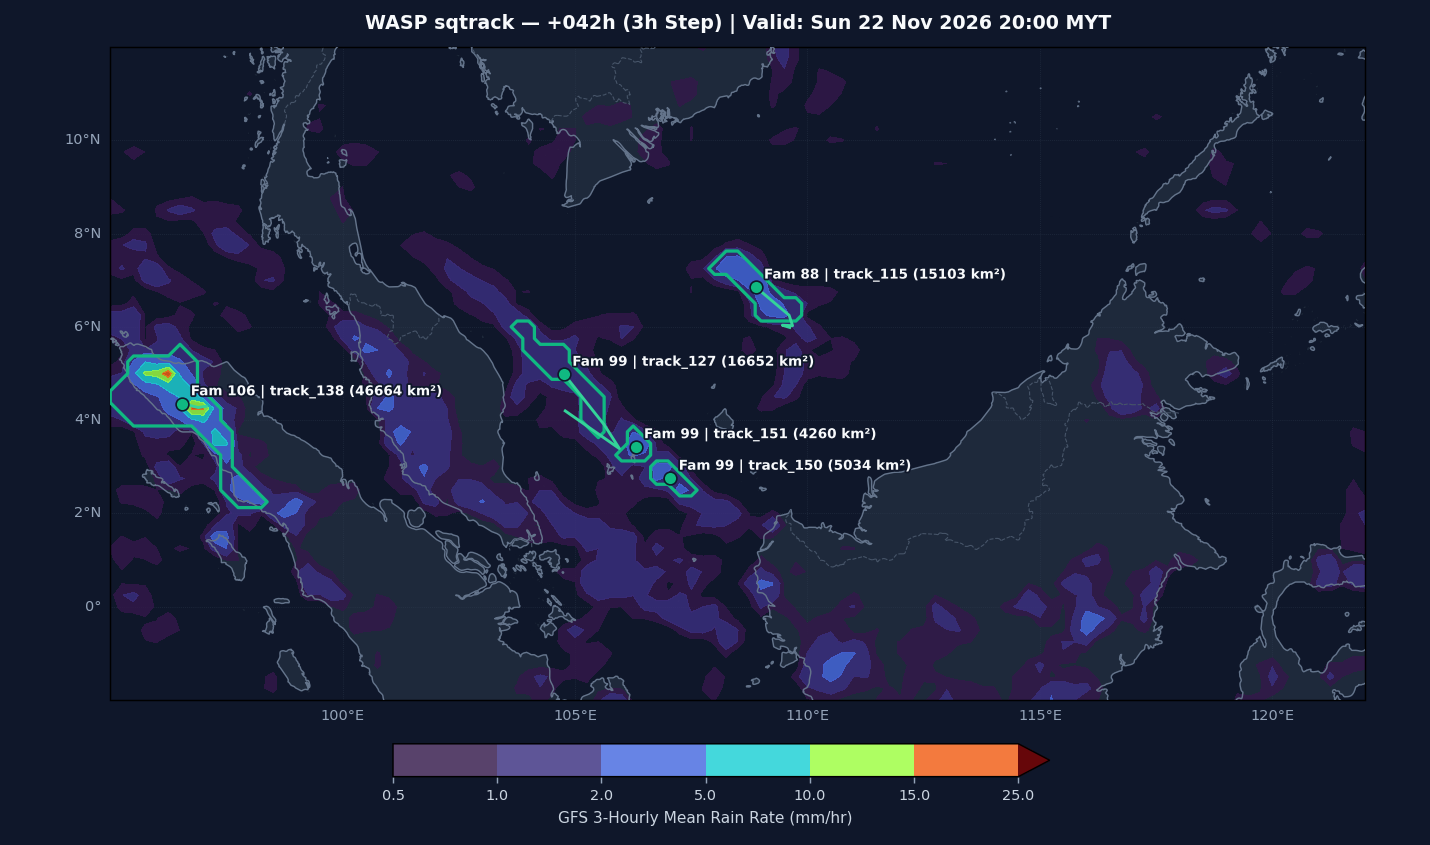 WASP sqtrack — +042h (3h Step) | Valid: Sun 22 Nov 2026 20:00 MYT
10°N
8°N
6°N
4°N
2°N
0°
Fam 88 | track_115 (15103 km²)
Fam 99 | track_127 (16652 km²)
Fam 106 | track_138 (46664 km²)
Fam 99 | track_151 (4260 km²)
Fam 99 | track_150 (5034 km²)
100°E 105°E 110°E 115°E 120°E
0.5 1.0 2.0 5.0 10.0 15.0 25.0
GFS 3-Hourly Mean Rain Rate (mm/hr)